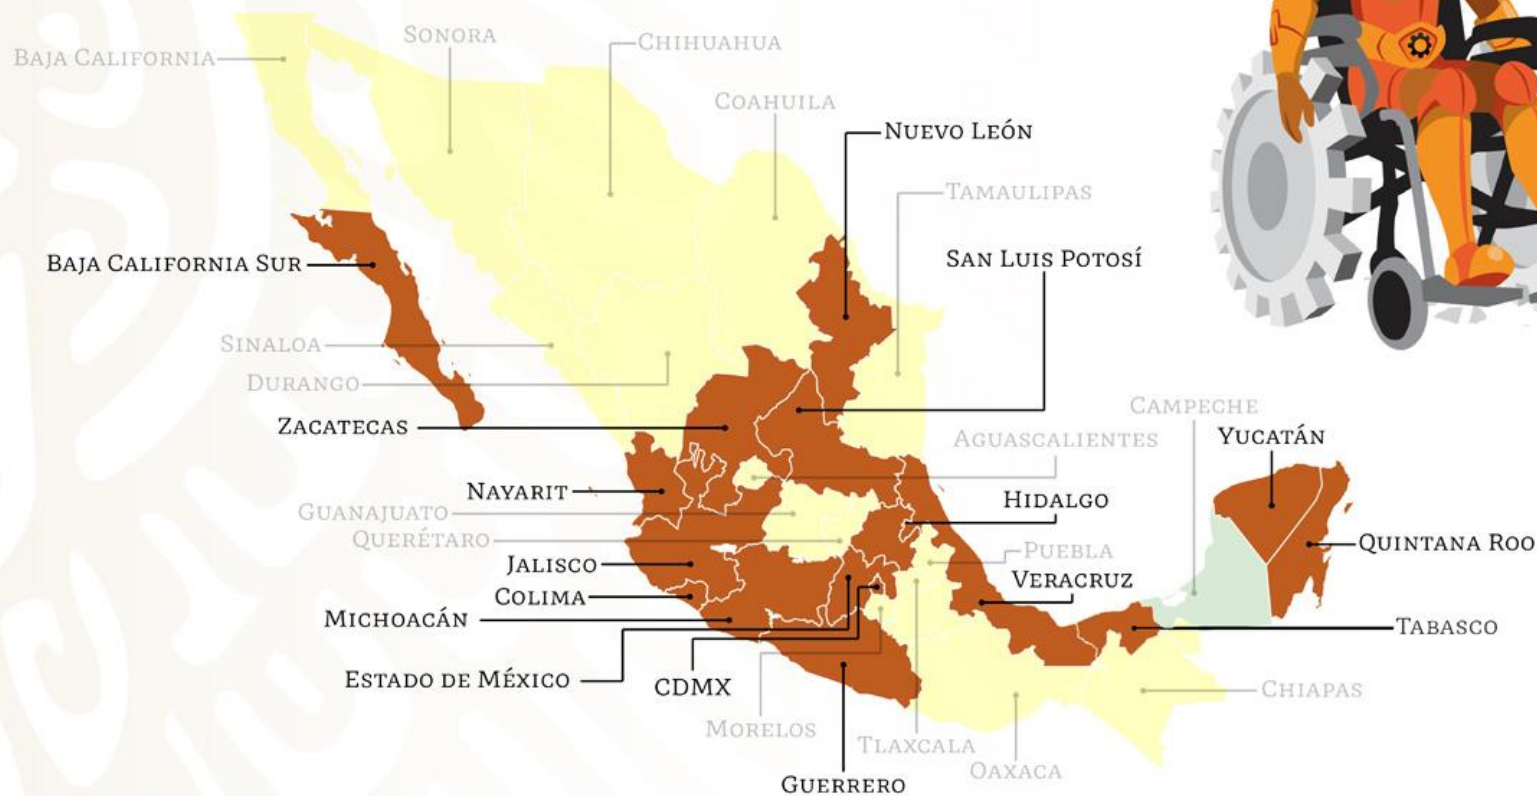 SONORA
CHIHUAHUA
BAJA CALIFORNIA
COAHUILA
NUEVO LEÓN
TAMAULIPAS
BAJA CALIFORNIA SUR
SAN LUIS POTOSÍ
SINALOA
DURANGO
CAMPECHE
ZACATECAS
AGUASCALIENTES
YUCATÁN
NAYARIT
HIDALGO
GUANAJUATO
QUERÉTARO
QUINTANA ROO
PUEBLA
JALISCO
VERACRUZ
COLIMA
MICHOACÁN
TABASCO
ESTADO DE MÉXICO
CDMX
CHIAPAS
MORELOS
TLAXCALA
OAXACA
GUERRERO